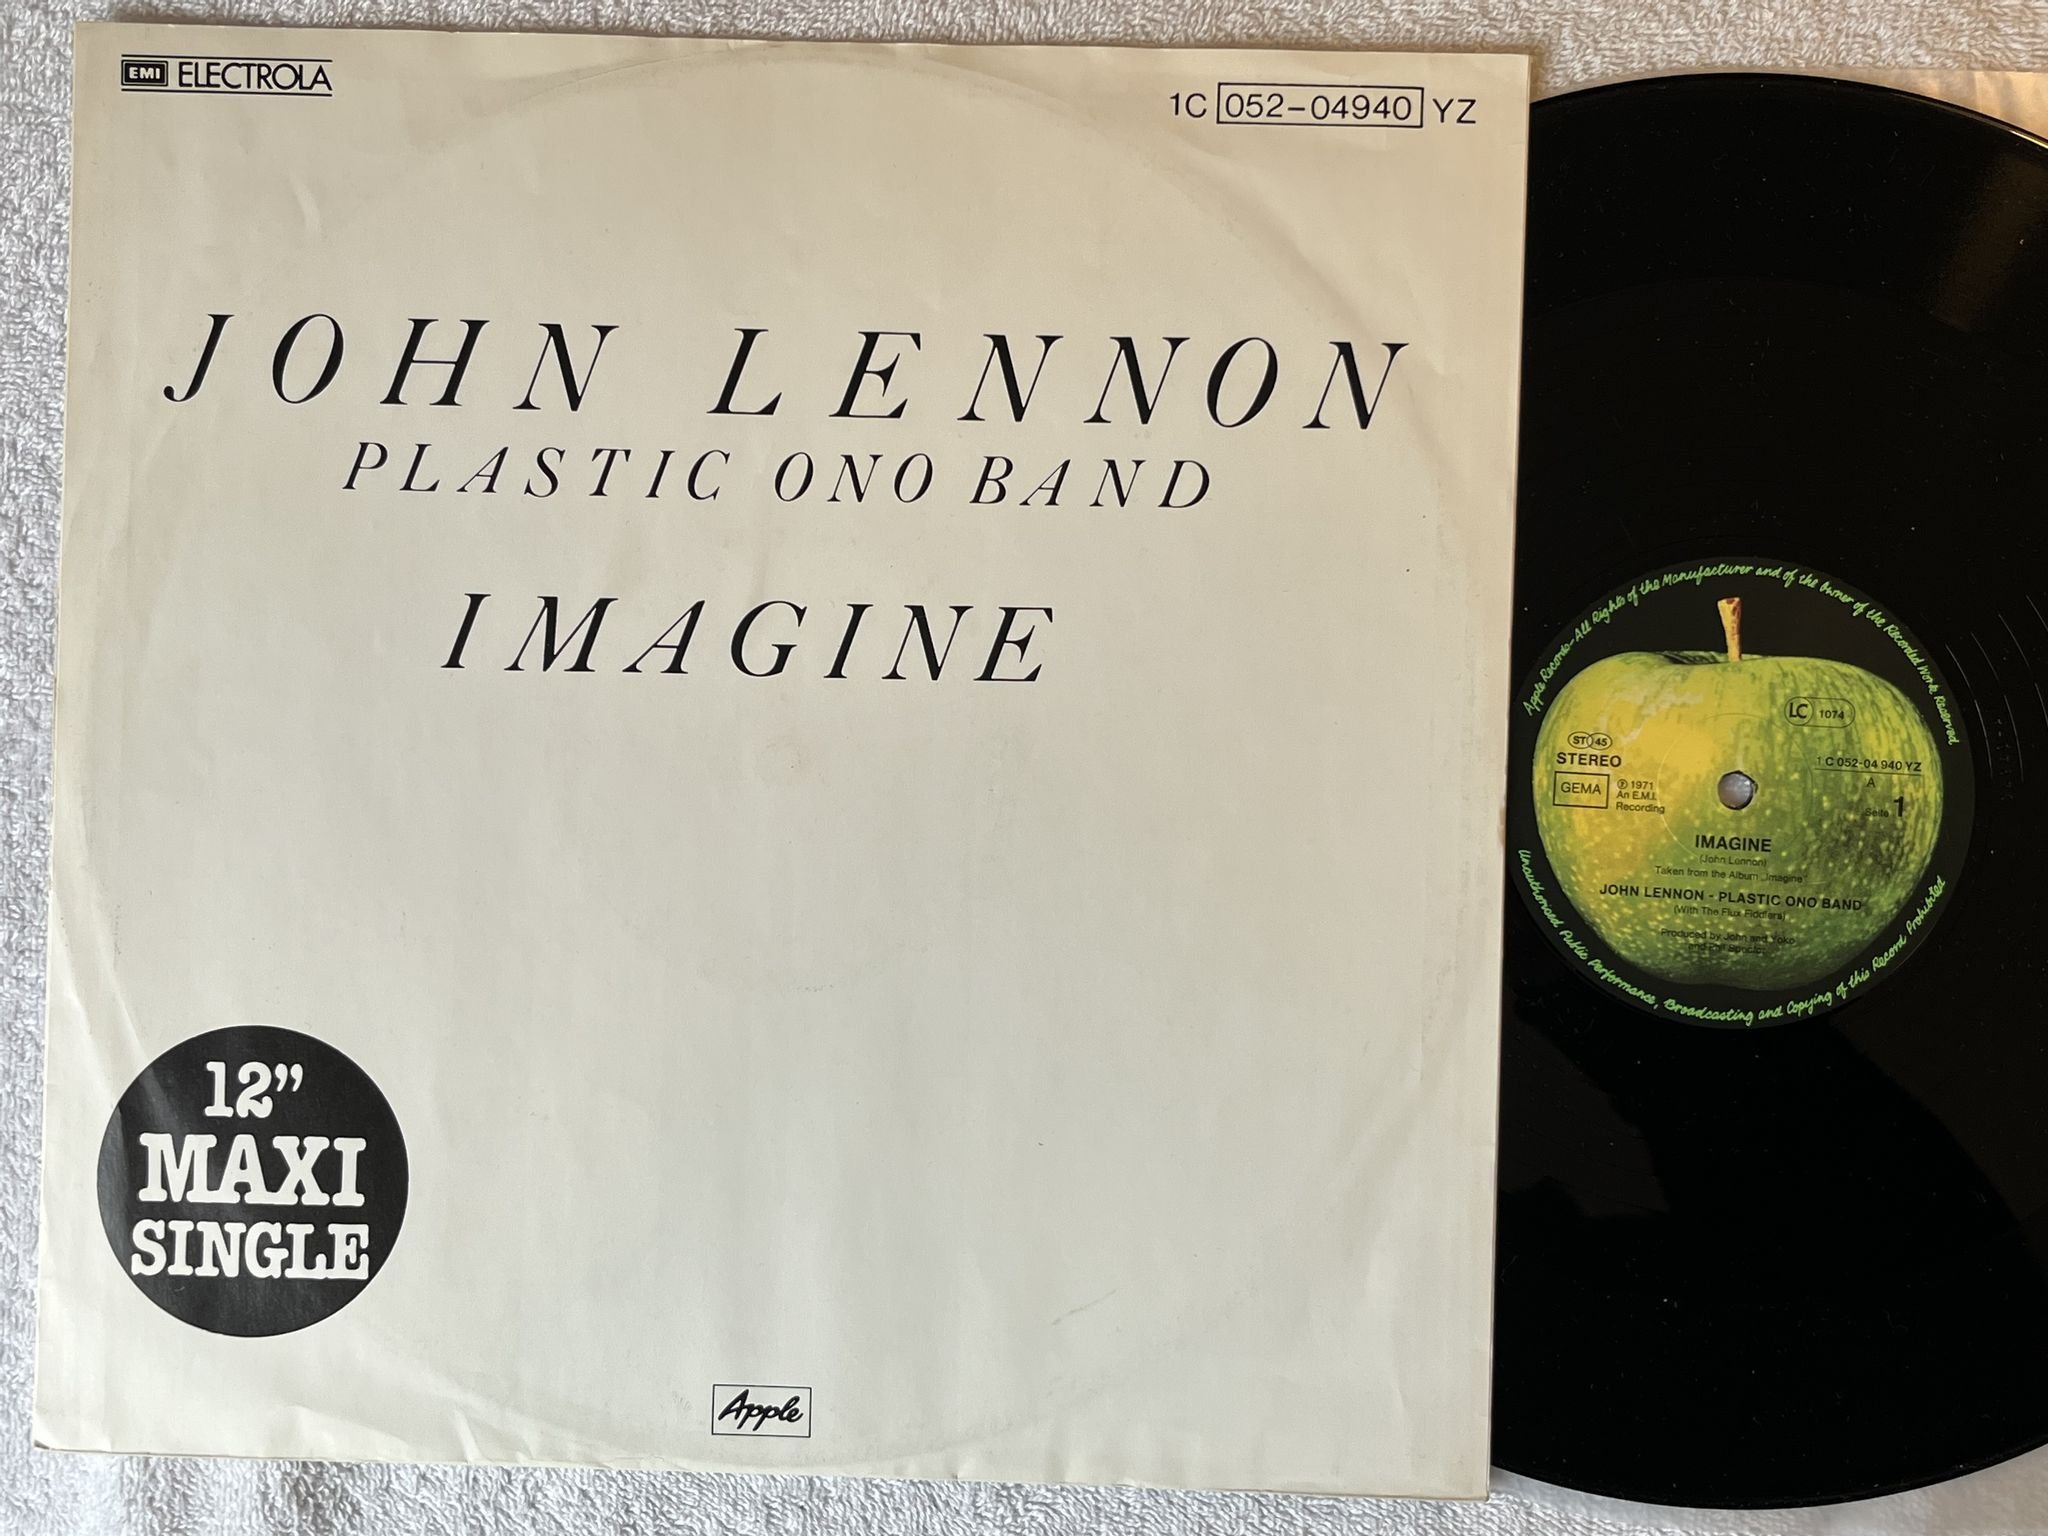 EMI ELECTROLA
1C 052-04940 YZ
JOHN LENNON
PLASTIC ONO BAND
IMAGINE
12”
MAXI
SINGLE
Apple
Apple Records-All Rights of the Manufacturer and of the Owner of the Recorded Work Reserved
LC 1074
ST 45
STEREO
GEMA
℗ 1971
An E.M.I.
Recording
1 C 052-04 940 YZ
A
Seite 1
IMAGINE
(John Lennon)
Taken from the Album „Imagine“
JOHN LENNON - PLASTIC ONO BAND
(With The Flux Fiddlers)
Produced by John and Yoko
and Phil Spector
Unauthorised Public Performance, Broadcasting and Copying of this Record Prohibited